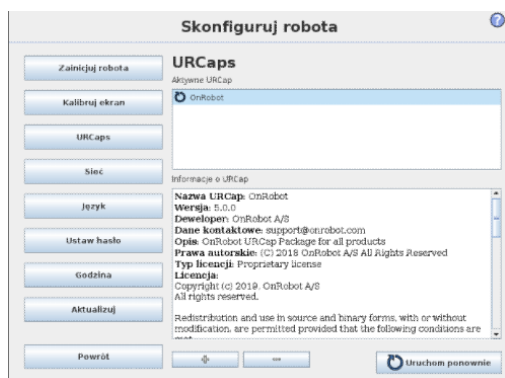 Skonfiguruj robota
?
Zainicjuj robota
Kalibruj ekran
URCaps
Sieć
Język
Ustaw hasło
Godzina
Aktualizuj
Powrót
URCaps
Aktywne URCap
OnRobot
Informacje o URCap
Nazwa URCap: OnRobot
Wersja: 5.0.0
Deweloper: OnRobot A/S
Dane kontaktowe: support@onrobot.com
Opis: OnRobot URCap Package for all products
Prawa autorskie: (C) 2018 OnRobot A/S All Rights Reserved
Typ licencji: Proprietary license
Licencja:
Copyright (c) 2019. OnRobot A/S
All rights reserved.
Redistribution and use in source and binary forms, with or without
modification, are permitted provided that the following conditions are
Uruchom ponownie